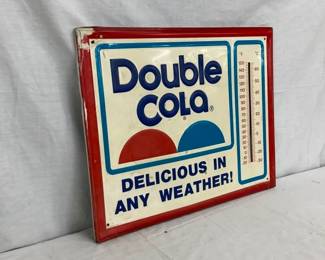 Double
Cola®
DELICIOUS IN
ANY WEATHER!
°F °C